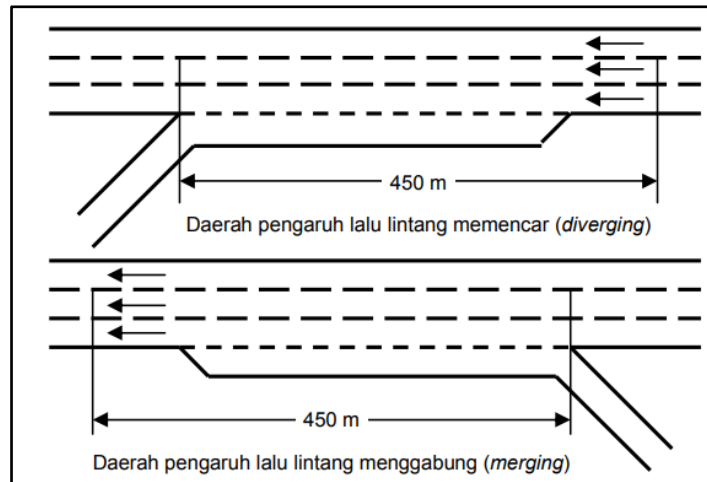 450 m
Daerah pengaruh lalu lintang memencar (diverging)
450 m
Daerah pengaruh lalu lintang menggabung (merging)